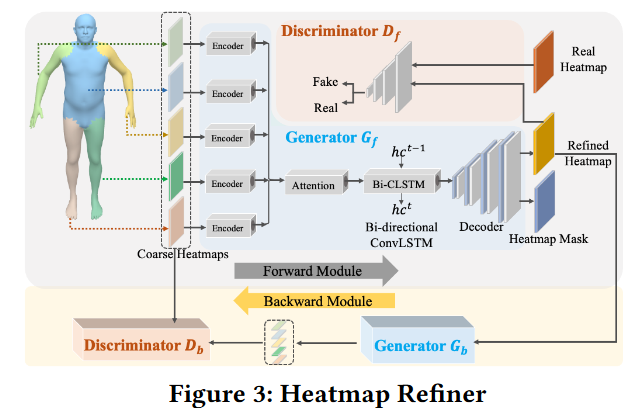 Discriminator D_f
Real
Heatmap
Encoder
Fake
Real
Encoder
Encoder
Generator G_f
hc^{t-1}
Refined
Heatmap
Encoder
Attention
Bi-CLSTM
hc^t
Encoder
Bi-directional
ConvLSTM
Decoder
Heatmap Mask
Coarse Heatmaps
Forward Module
Backward Module
Discriminator D_b
Generator G_b
Figure 3: Heatmap Refiner